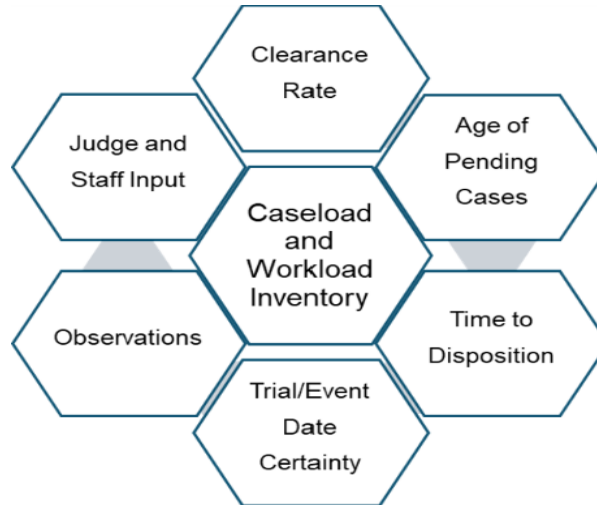 Clearance
Rate
Judge and
Staff Input
Age of
Pending
Cases
Caseload
and
Workload
Inventory
Observations
Time to
Disposition
Trial/Event
Date
Certainty